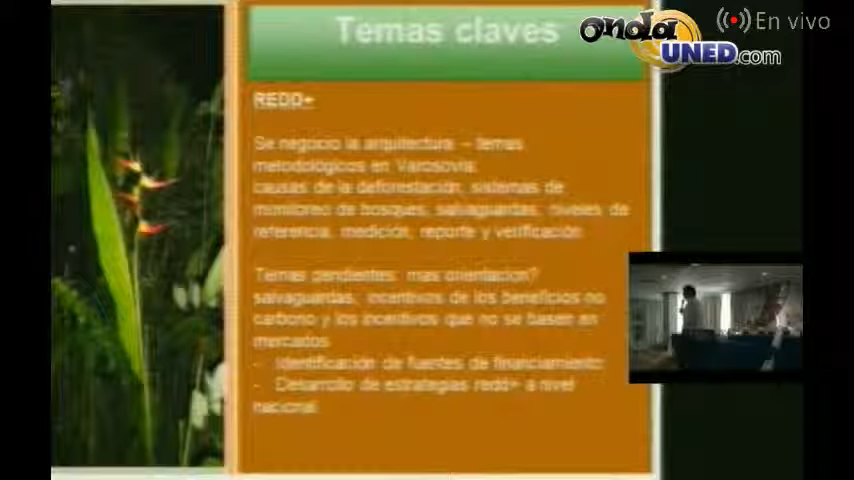 Temas claves
onda
UNED.com
En vivo
REDD+
Se negocio la arquitectura – temas
metodológicos en Varosovia:
causas de la deforestación, sistemas de
monitoreo de bosques, salvaguardas, niveles de
referencia, medición, reporte y verificación
Temas pendientes: mas orientacion?
salvaguardas, incentivos de los beneficios no
carbono y los incentivos que no se basen en
mercados
- Identificación de fuentes de financiamiento
- Desarrollo de estrategias redd+ a nivel
nacional